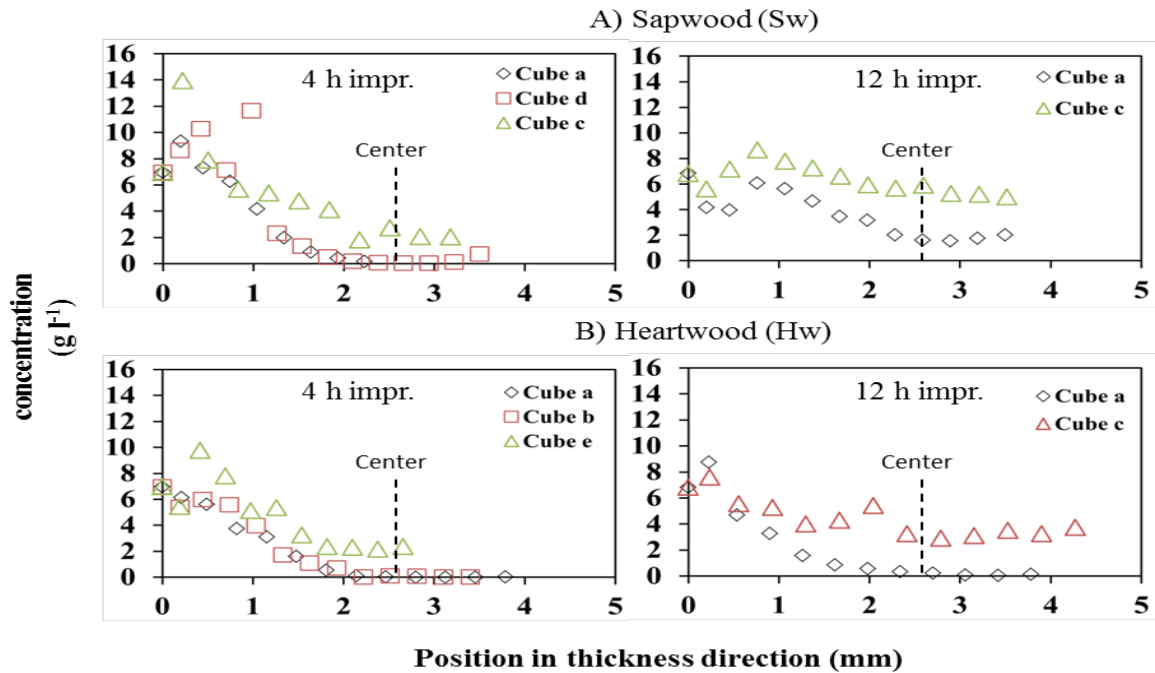 A) Sapwood (Sw)
16
14
12
10
8
6
4
2
0
4 h impr.
Cube a
Cube d
Cube c
Center
0 1 2 3 4 5
16
14
12
10
8
6
4
2
0
12 h impr.
Cube a
Cube c
Center
0 1 2 3 4 5
concentration
(g l-1)
B) Heartwood (Hw)
16
14
12
10
8
6
4
2
0
4 h impr.
Cube a
Cube b
Cube e
Center
0 1 2 3 4 5
16
14
12
10
8
6
4
2
0
12 h impr.
Cube a
Cube c
Center
0 1 2 3 4 5
Position in thickness direction (mm)